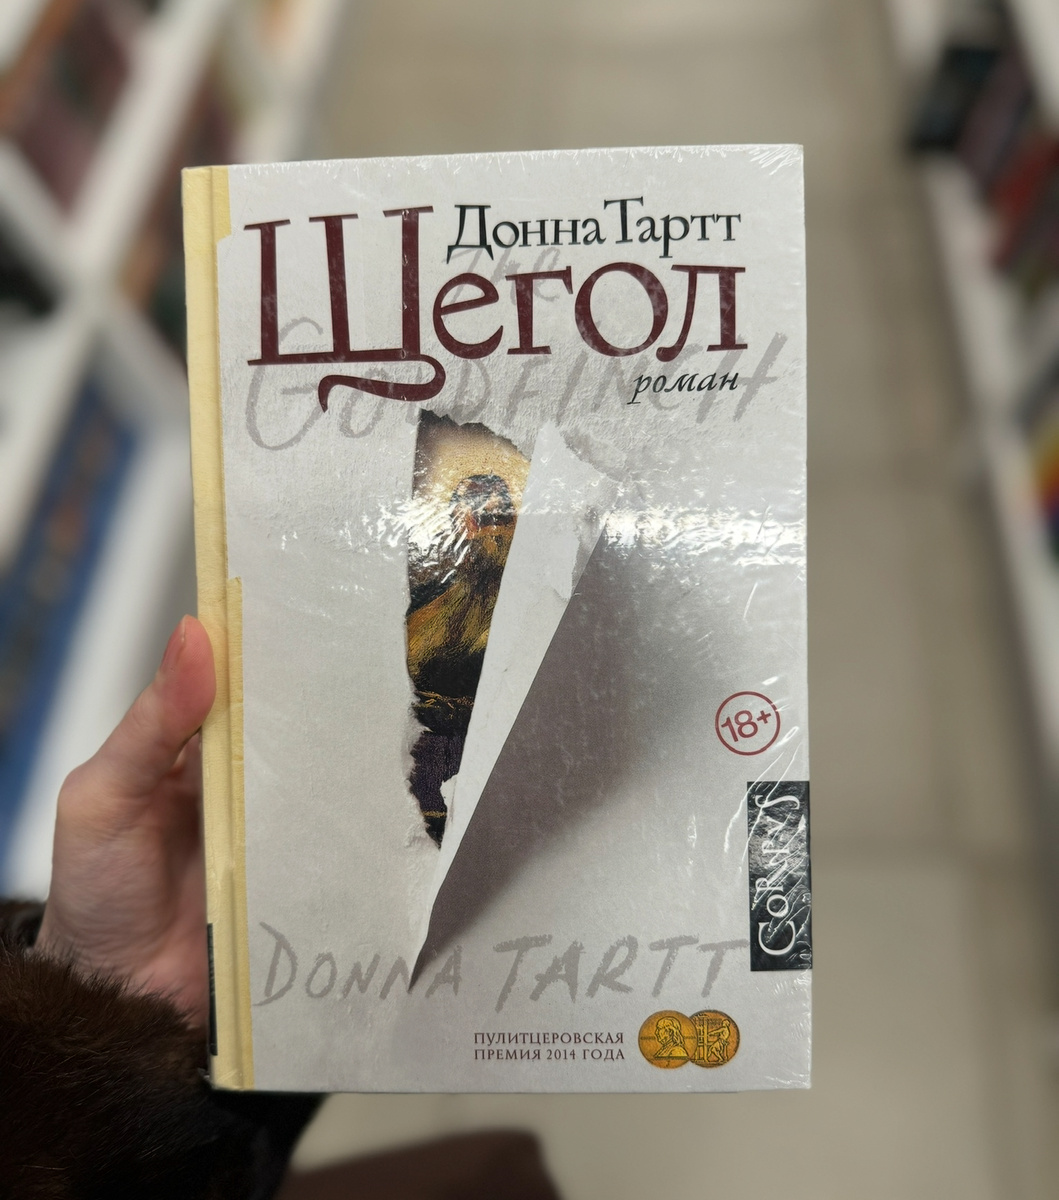 Донна Тартт
Щегол
The
GOLDFINCH
роман
18+
CORPUS
DONNA TARTT
ПУЛИТЦЕРОВСКАЯ
ПРЕМИЯ 2014 ГОДА